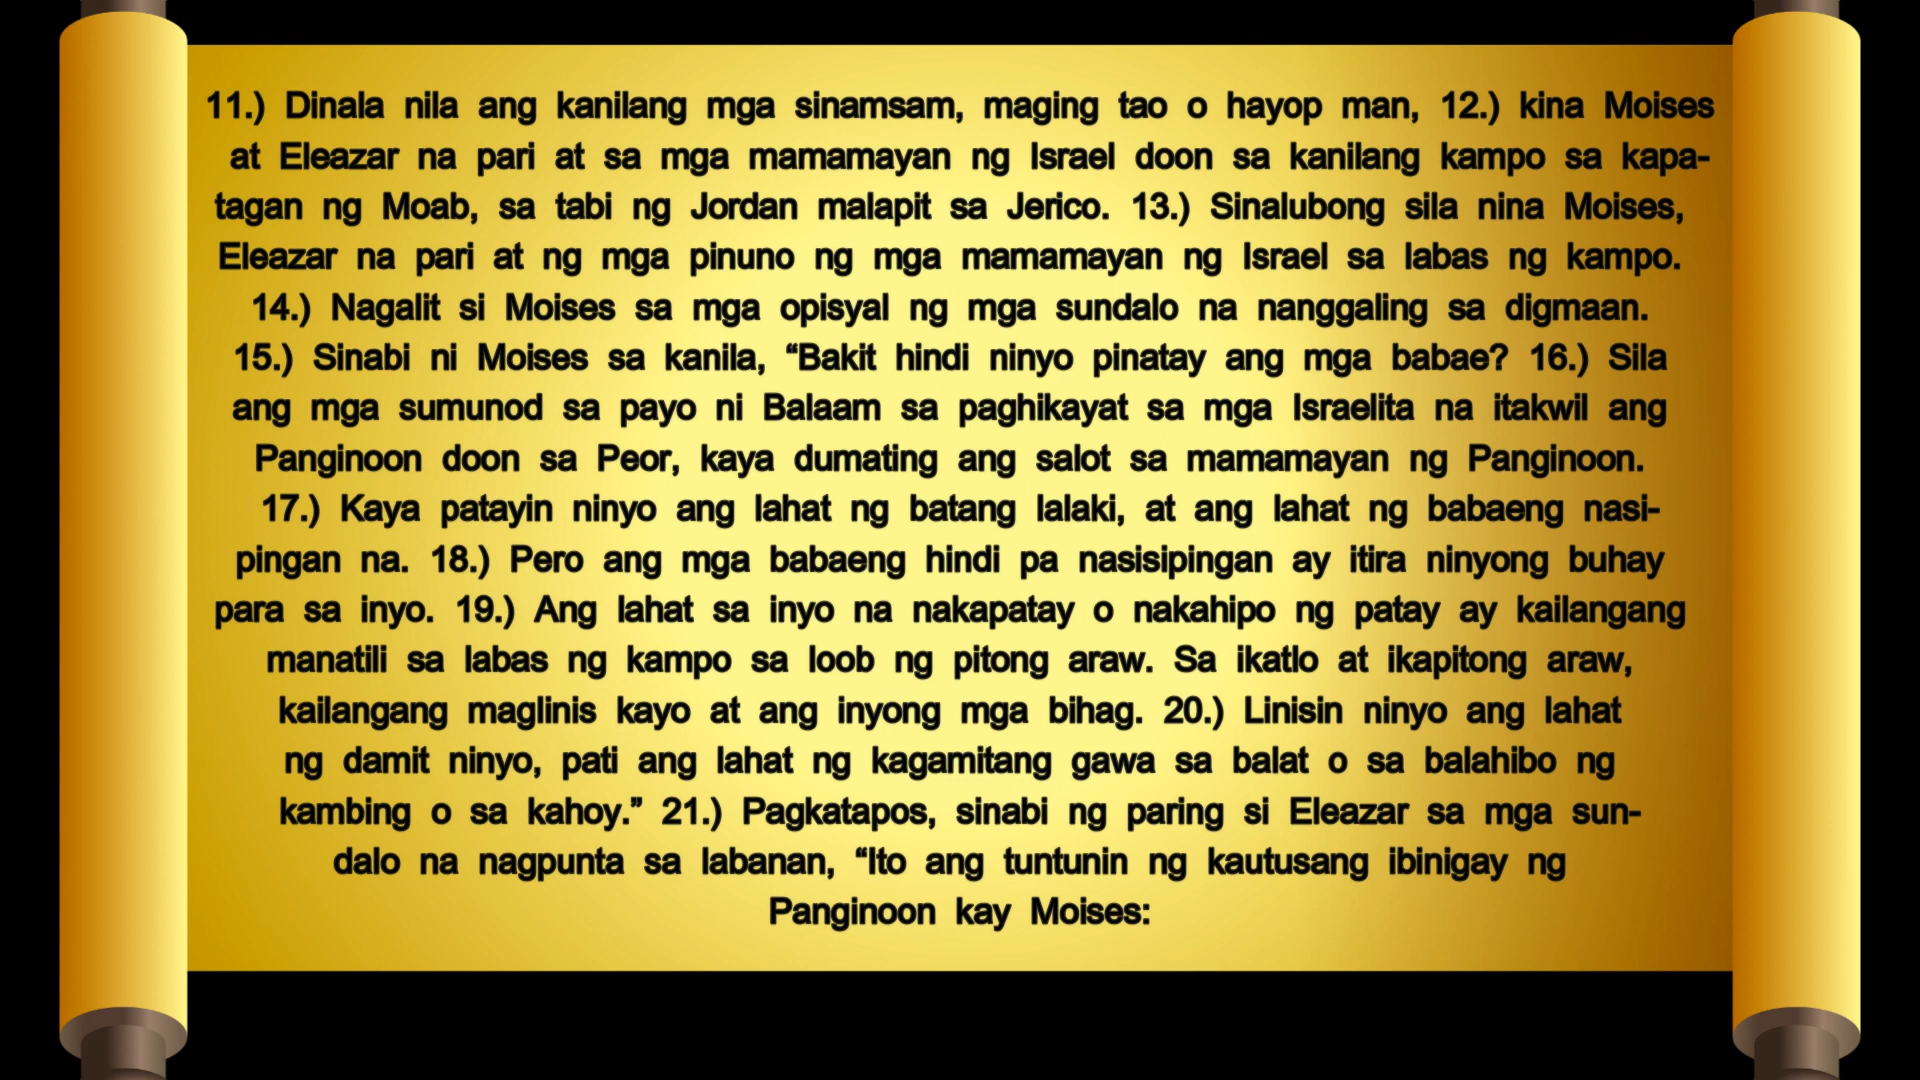 11.) Dinala nila ang kanilang mga sinamsam, maging tao o hayop man, 12.) kina Moises
at Eleazar na pari at sa mga mamamayan ng Israel doon sa kanilang kampo sa kapa-
tagan ng Moab, sa tabi ng Jordan malapit sa Jerico. 13.) Sinalubong sila nina Moises,
Eleazar na pari at ng mga pinuno ng mga mamamayan ng Israel sa labas ng kampo.
14.) Nagalit si Moises sa mga opisyal ng mga sundalo na nanggaling sa digmaan.
15.) Sinabi ni Moises sa kanila, “Bakit hindi ninyo pinatay ang mga babae? 16.) Sila
ang mga sumunod sa payo ni Balaam sa paghikayat sa mga Israelita na itakwil ang
Panginoon doon sa Peor, kaya dumating ang salot sa mamamayan ng Panginoon.
17.) Kaya patayin ninyo ang lahat ng batang lalaki, at ang lahat ng babaeng nasi-
pingan na. 18.) Pero ang mga babaeng hindi pa nasisipingan ay itira ninyong buhay
para sa inyo. 19.) Ang lahat sa inyo na nakapatay o nakahipo ng patay ay kailangang
manatili sa labas ng kampo sa loob ng pitong araw. Sa ikatlo at ikapitong araw,
kailangang maglinis kayo at ang inyong mga bihag. 20.) Linisin ninyo ang lahat
ng damit ninyo, pati ang lahat ng kagamitang gawa sa balat o sa balahibo ng
kambing o sa kahoy.” 21.) Pagkatapos, sinabi ng paring si Eleazar sa mga sun-
dalo na nagpunta sa labanan, “Ito ang tuntunin ng kautusang ibinigay ng
Panginoon kay Moises: